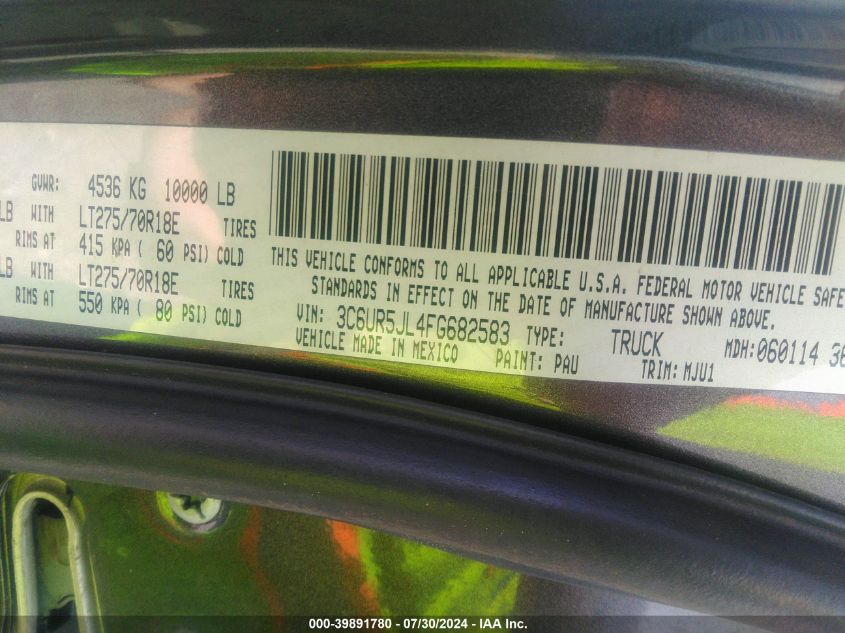 GVWR: 4536 KG 10000 LB
LB WITH LT275/70R18E TIRES
RIMS AT 415 KPA ( 60 PSI) COLD
LB WITH LT275/70R18E TIRES
RIMS AT 550 KPA ( 80 PSI) COLD
THIS VEHICLE CONFORMS TO ALL APPLICABLE U.S.A. FEDERAL MOTOR VEHICLE SAFE
STANDARDS IN EFFECT ON THE DATE OF MANUFACTURE SHOWN ABOVE.
VIN: 3C6UR5JL4FG682583 TYPE: TRUCK MDH:060114 36
VEHICLE MADE IN MEXICO PAINT: PAU TRIM: MJU1
000-39891780 - 07/30/2024 - IAA Inc.